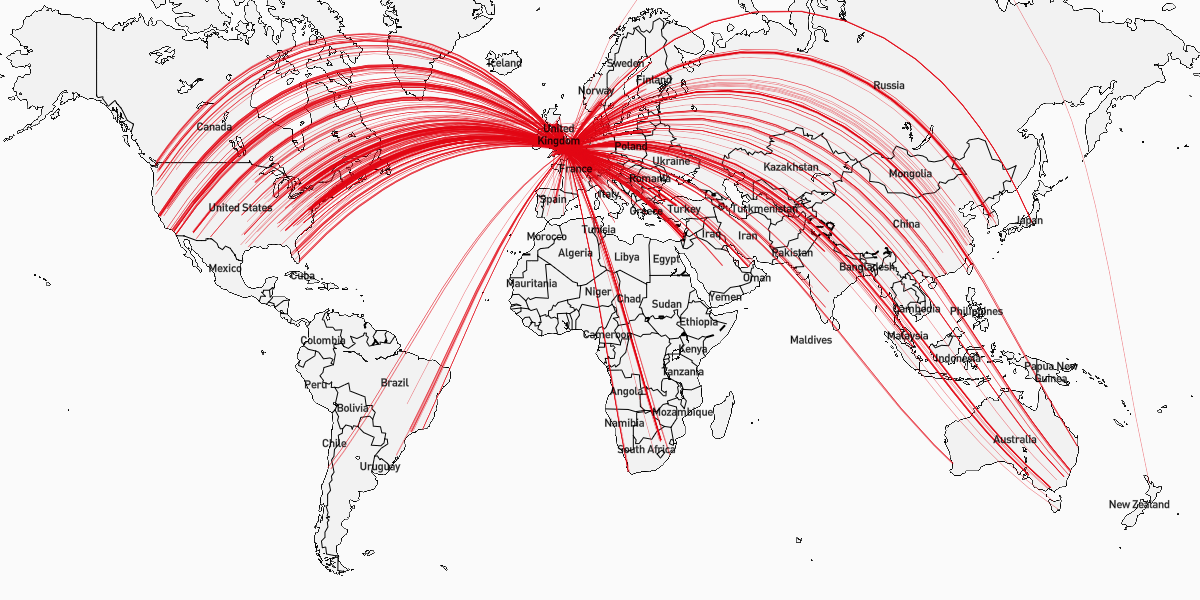 Iceland
Sweden
Finland
Norway
Russia
Canada
United
Kingdom
Poland
Ukraine
France
Kazakhstan
Mongolia
Romania
Italy
Spain
United States
Greece
Turkey
Turkmenistan
Japan
China
Tunisia
Morocco
Iraq
Iran
Algeria
Libya
Egypt
Pakistan
Mexico
Bangladesh
Cuba
Oman
Mauritania
Niger
Chad
Yemen
Sudan
Cambodia
Philippines
Ethiopia
Cameroon
Malaysia
Colombia
Maldives
Kenya
Indonesia
Papua New
Guinea
Tanzania
Peru
Brazil
Angola
Bolivia
Mozambique
Namibia
Chile
Australia
South Africa
Uruguay
New Zealand